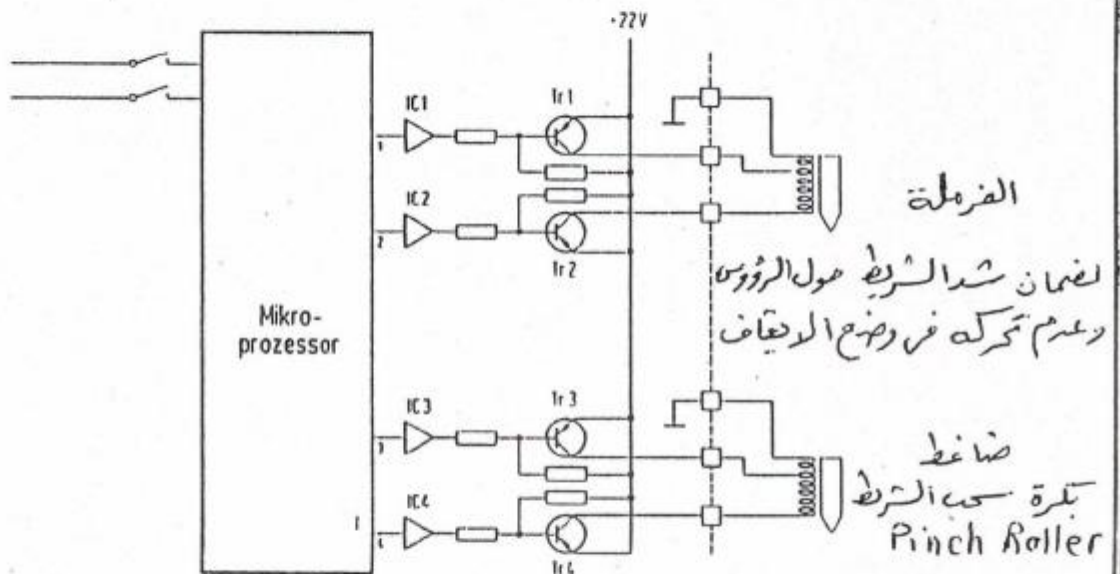 +22V
IC1
Tr1
1
IC2
2
Tr2
الفرملة
لضمان شد الشريط حول الرؤوس
وعدم تحركه في وضع الايقاف
Mikro-
prozessor
IC3
Tr3
3
IC4
4
Tr4
ضاغط
بكرة سحب الشريط
Pinch Roller